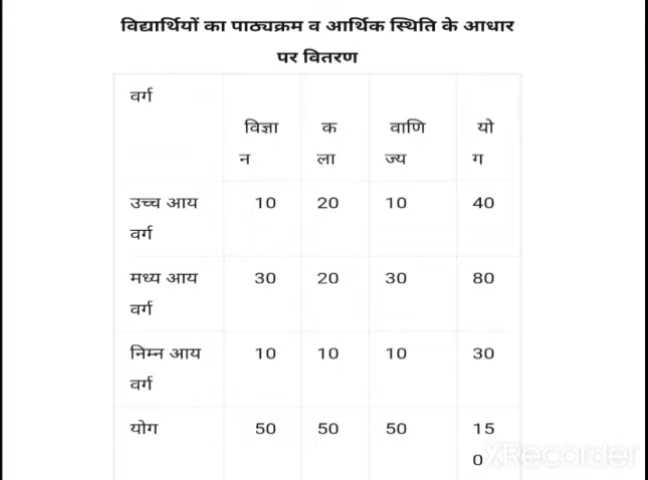 विद्यार्थियों का पाठ्यक्रम व आर्थिक स्थिति के आधार
पर वितरण
वर्ग
विज्ञा क वाणि यो
न ला ज्य ग
उच्च आय 10 20 10 40
वर्ग
मध्य आय 30 20 30 80
वर्ग
निम्न आय 10 10 10 30
वर्ग
योग 50 50 50 15
0
XRecorder